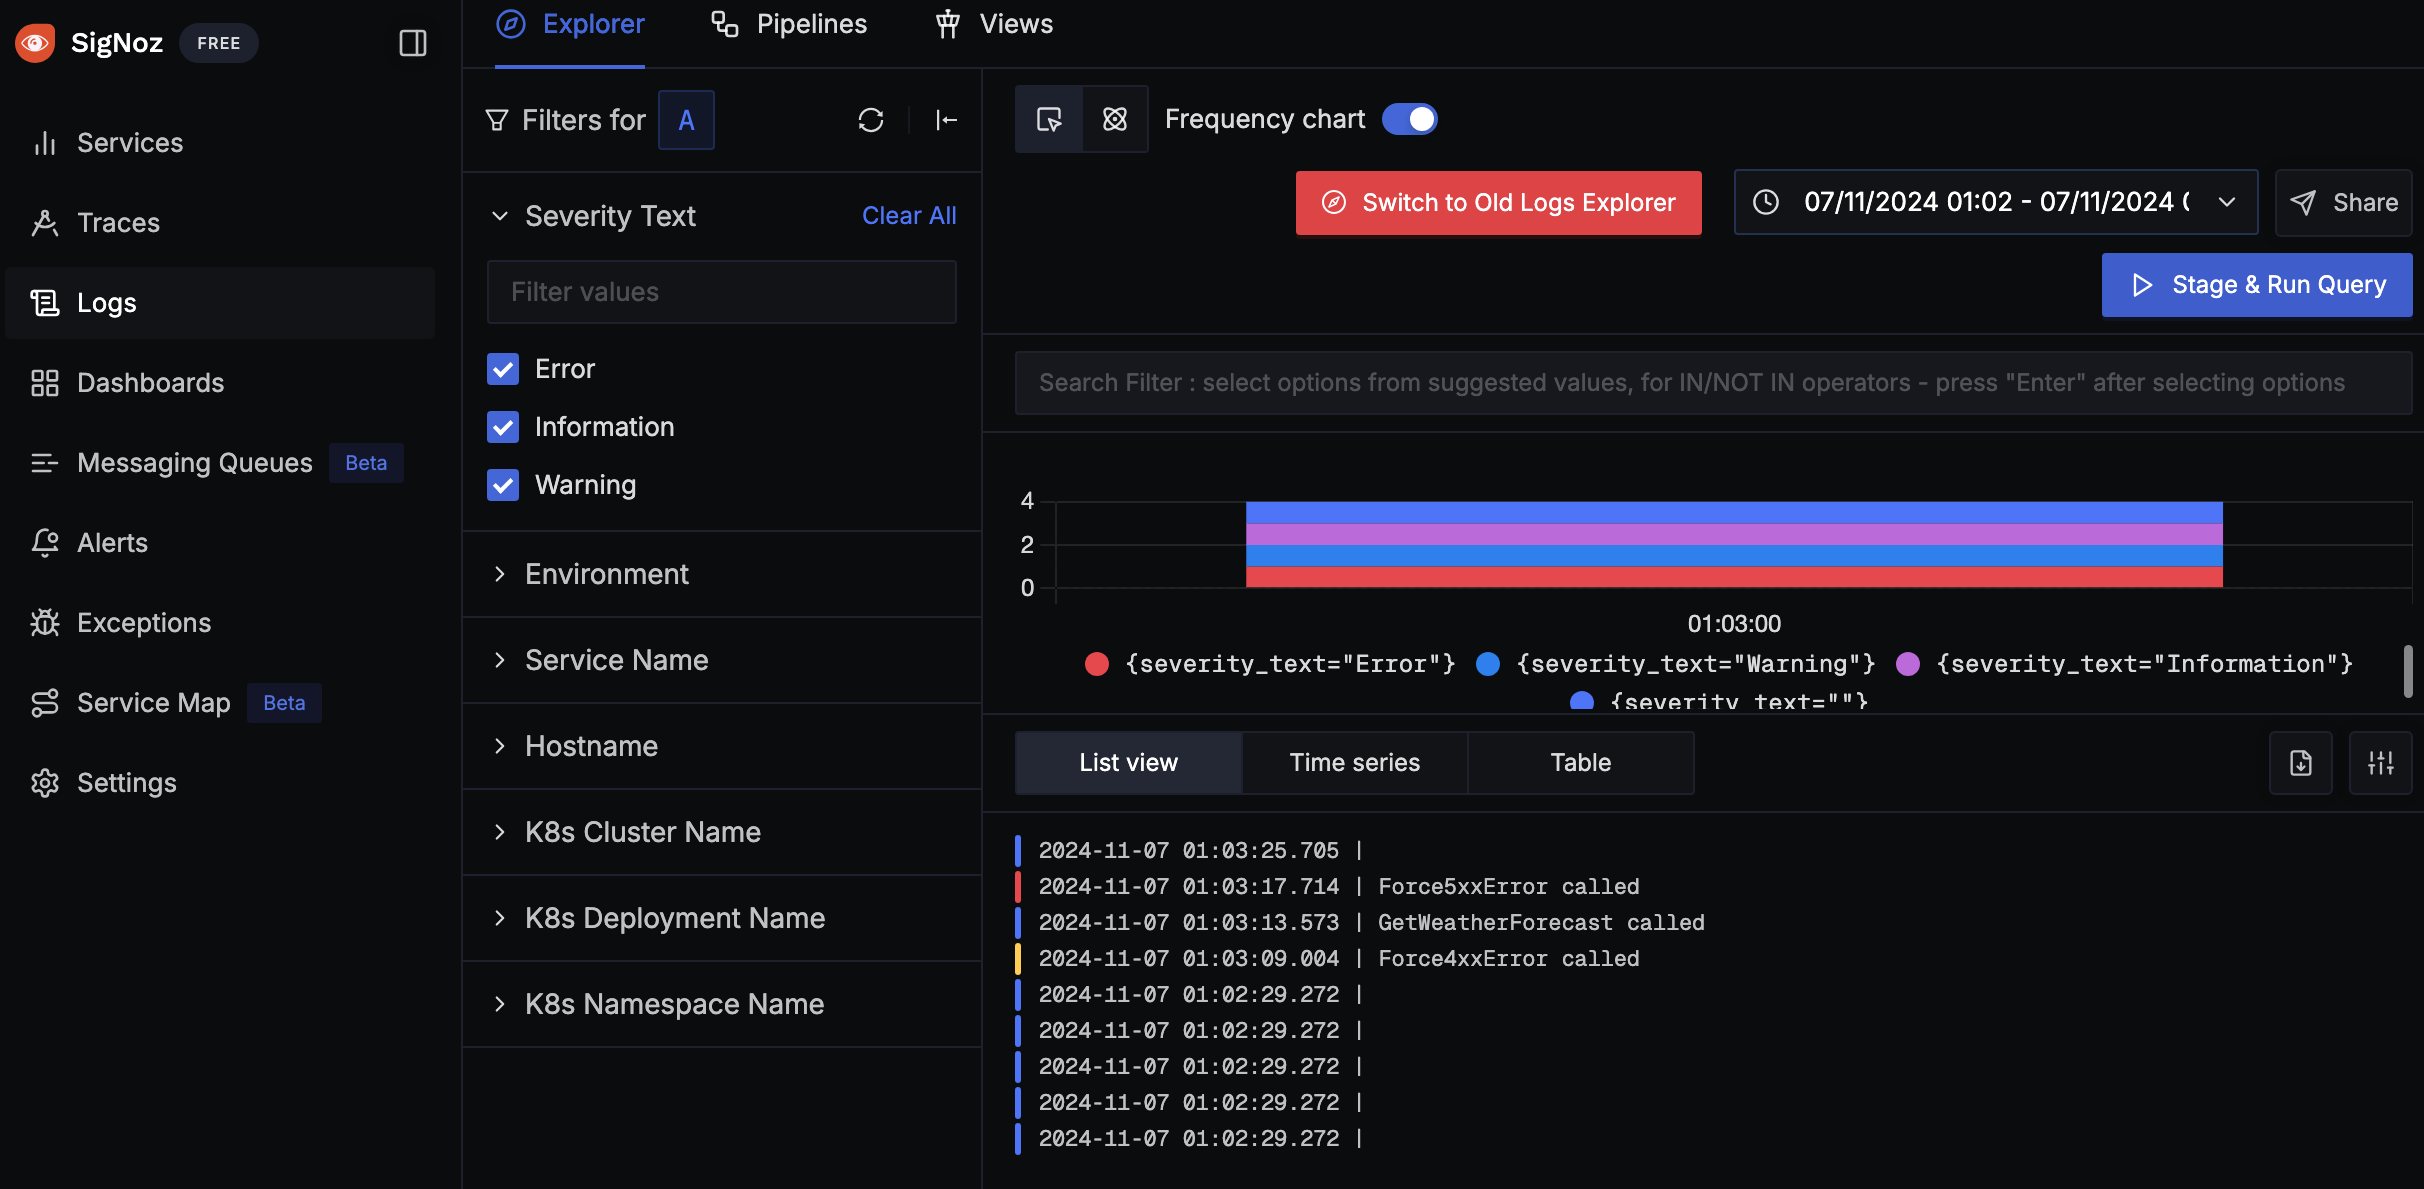 SigNoz FREE
Services
Traces
Logs
Dashboards
Messaging Queues Beta
Alerts
Exceptions
Service Map Beta
Settings
Explorer Pipelines Views
Filters for A
Severity Text Clear All
Filter values
Error
Information
Warning
Environment
Service Name
Hostname
K8s Cluster Name
K8s Deployment Name
K8s Namespace Name
Frequency chart
Switch to Old Logs Explorer 07/11/2024 01:02 - 07/11/2024 Share
Stage & Run Query
Search Filter : select options from suggested values, for IN/NOT IN operators - press "Enter" after selecting options
4
2
0
01:03:00
{severity_text="Error"} {severity_text="Warning"} {severity_text="Information"}
{severity_text=""}
List view Time series Table
2024-11-07 01:03:25.705 |
2024-11-07 01:03:17.714 | Force5xxError called
2024-11-07 01:03:13.573 | GetWeatherForecast called
2024-11-07 01:03:09.004 | Force4xxError called
2024-11-07 01:02:29.272 |
2024-11-07 01:02:29.272 |
2024-11-07 01:02:29.272 |
2024-11-07 01:02:29.272 |
2024-11-07 01:02:29.272 |